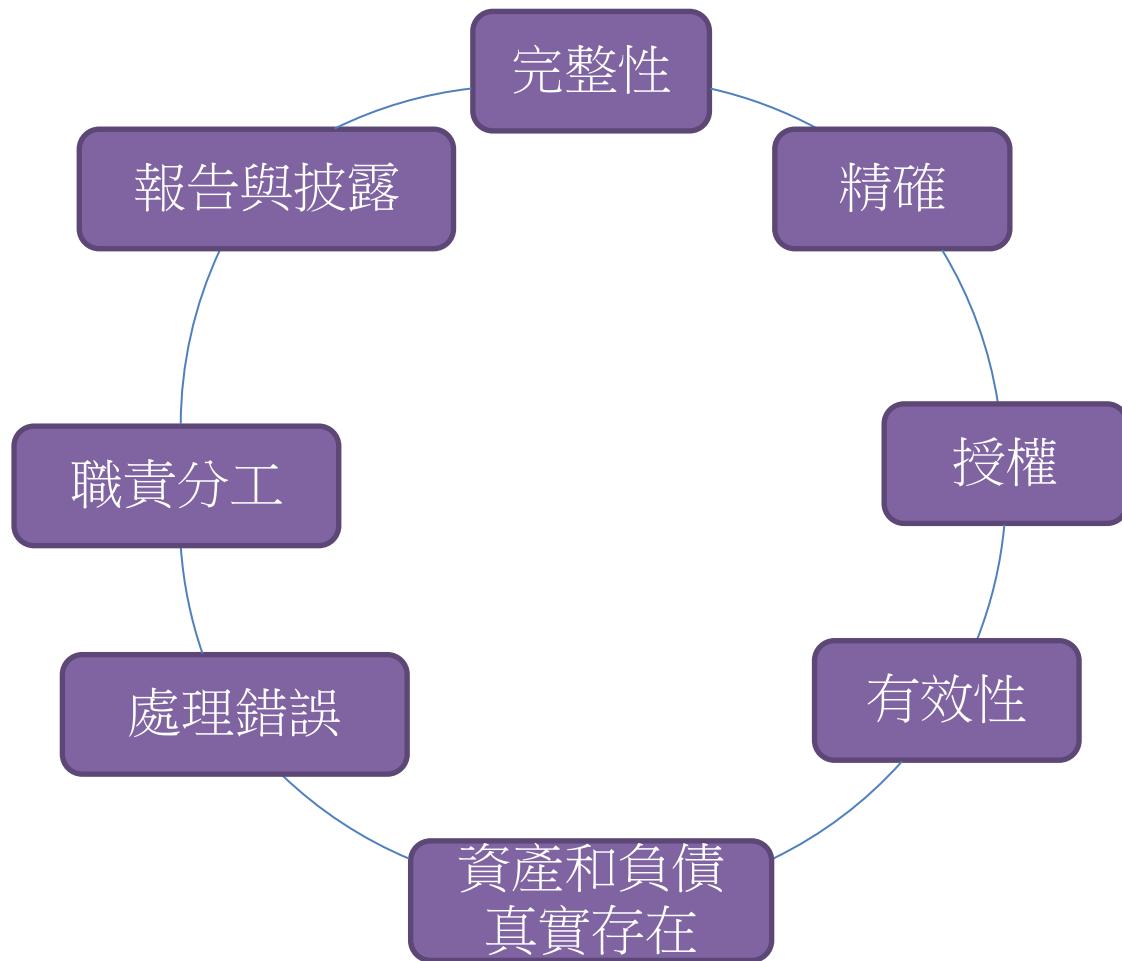 完整性
精確
授權
有效性
資產和負債
真實存在
處理錯誤
職責分工
報告與披露